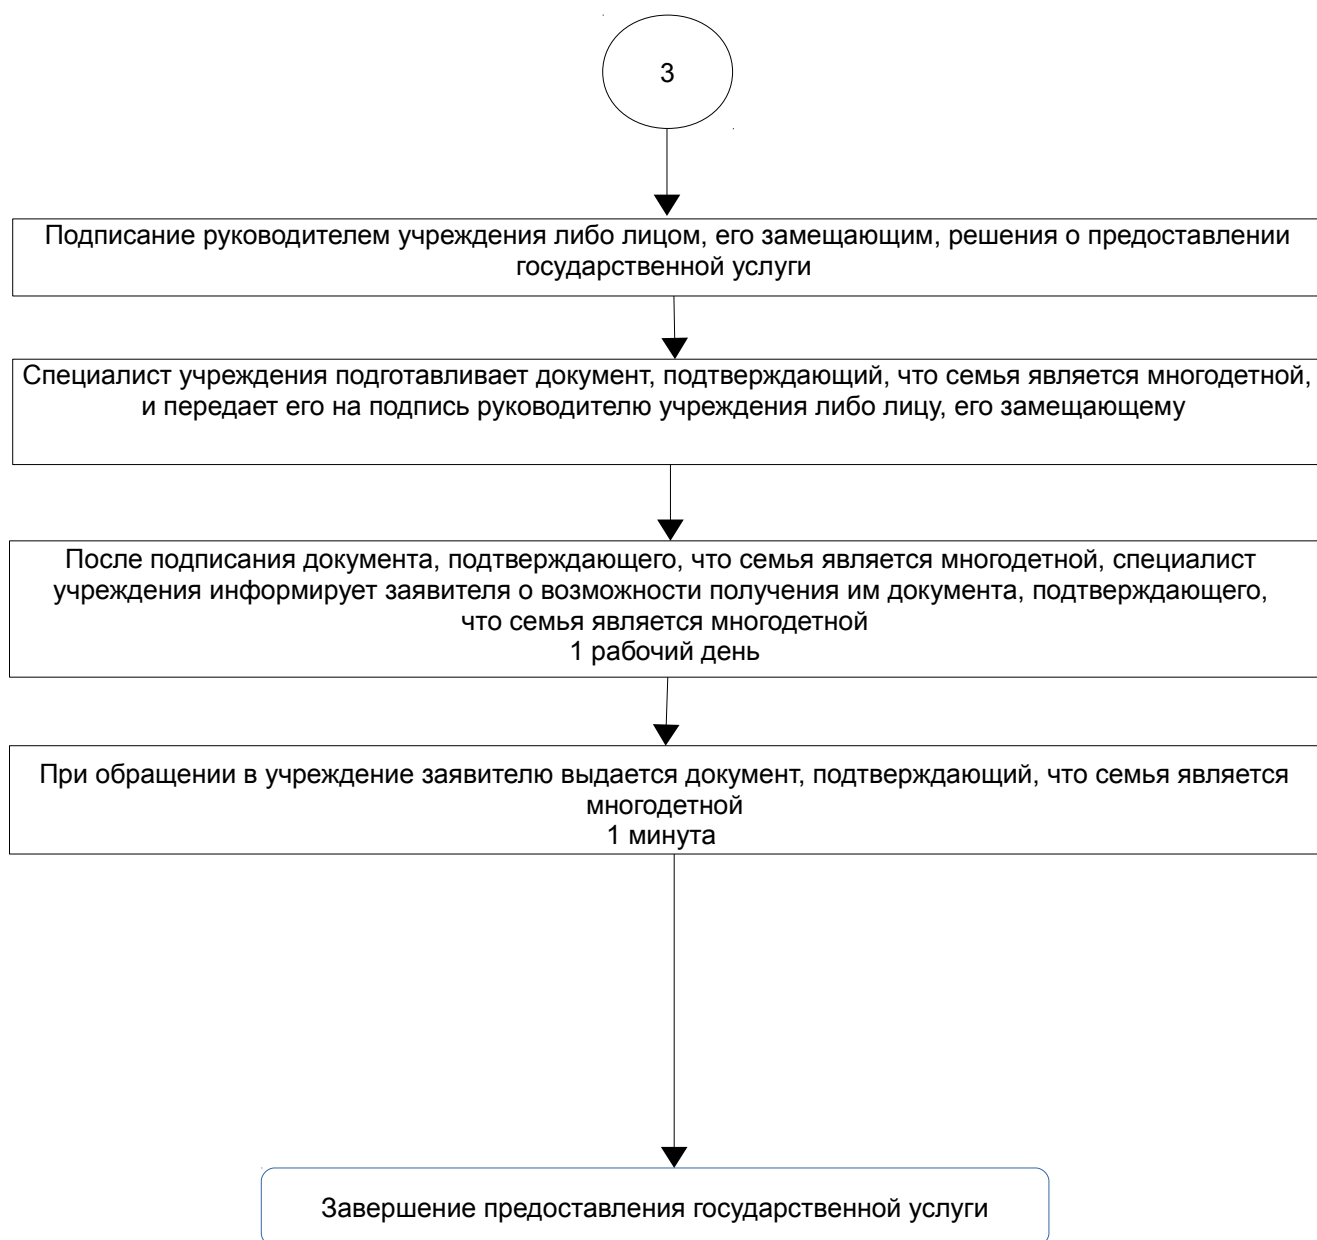 3
Подписание руководителем учреждения либо лицом, его замещающим, решения о предоставлении
государственной услуги
Специалист учреждения подготавливает документ, подтверждающий, что семья является многодетной,
и передает его на подпись руководителю учреждения либо лицу, его замещающему
После подписания документа, подтверждающего, что семья является многодетной, специалист
учреждения информирует заявителя о возможности получения им документа, подтверждающего,
что семья является многодетной
1 рабочий день
При обращении в учреждение заявителю выдается документ, подтверждающий, что семья является
многодетной
1 минута
Завершение предоставления государственной услуги